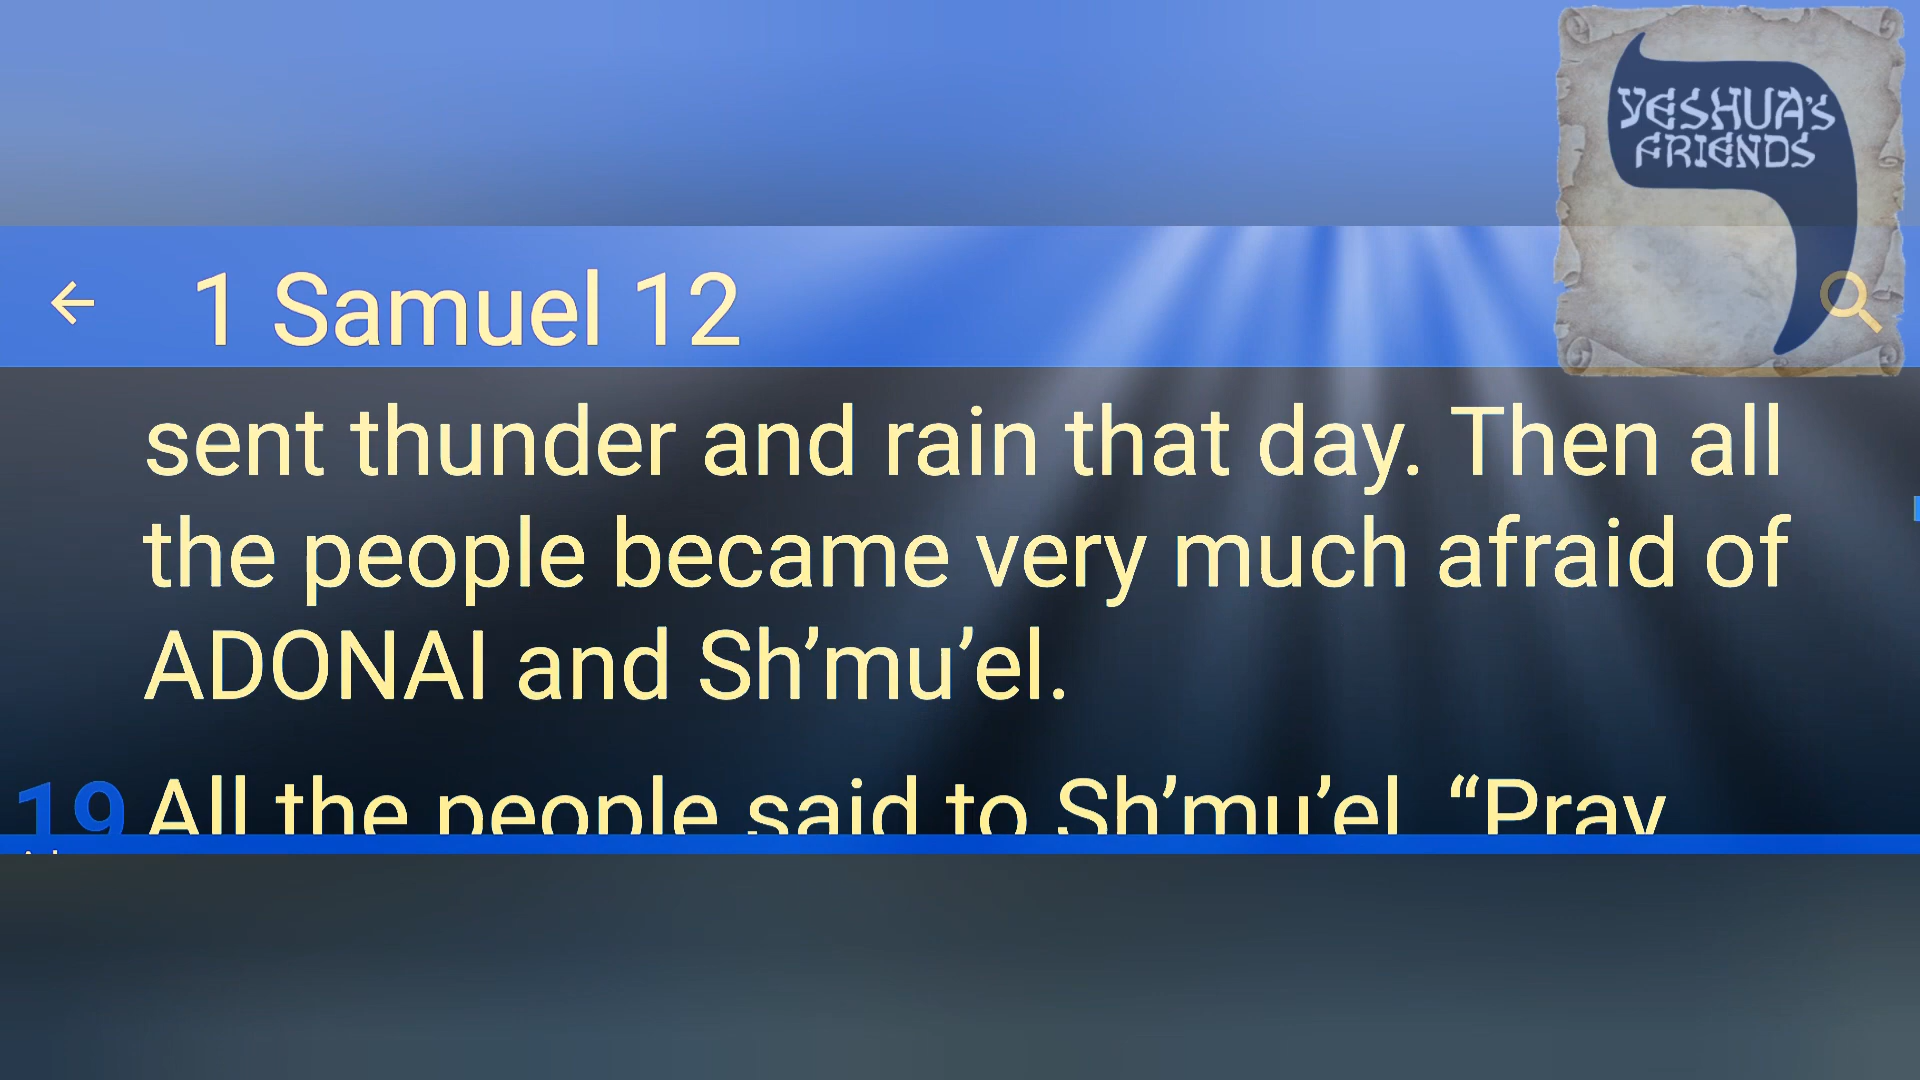 YESHUA's
FRIENDS
1 Samuel 12
sent thunder and rain that day. Then all
the people became very much afraid of
ADONAI and Sh’mu’el.
19 All the people said to Sh’mu’el, “Pray